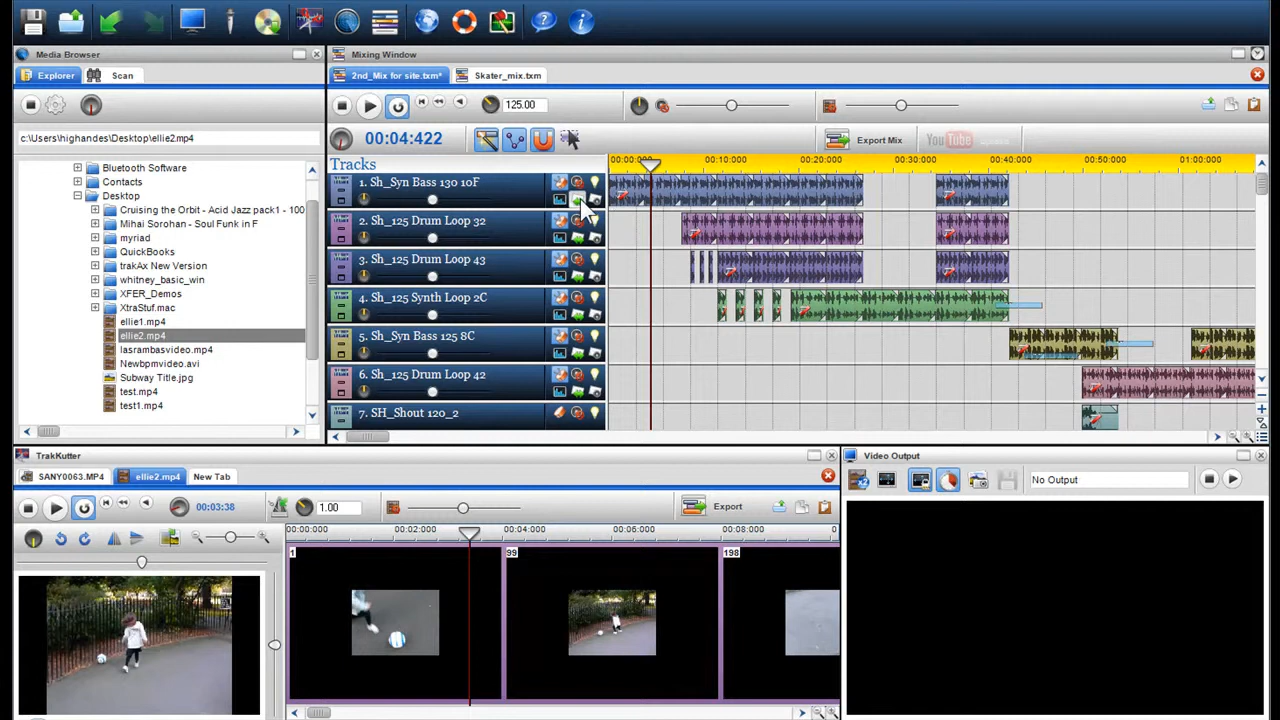 Media Browser
Mixing Window
Explorer
Scan
2nd_Mix for site.txm*
Skater_mix.txm
125.00
c:\Users\highandes\Desktop\ellie2.mp4
00:04:422
Export Mix
YouTube
Tracks
00:00:000
00:10:000
00:20:000
00:30:000
00:40:000
00:50:000
01:00:000
Bluetooth Software
Contacts
Desktop
Cruising the Orbit - Acid Jazz pack1 - 100
Mihai Sorohan - Soul Funk in F
myriad
QuickBooks
trakAx New Version
whitney_basic_win
XFER_Demos
XtraStuf.mac
ellie1.mp4
ellie2.mp4
lasrambasvideo.mp4
Newbpmvideo.avi
Subway Title.jpg
test.mp4
test1.mp4
1. Sh_Syn Bass 130 10F
2. Sh_125 Drum Loop 32
3. Sh_125 Drum Loop 43
4. Sh_125 Synth Loop 2C
5. Sh_Syn Bass 125 8C
6. Sh_125 Drum Loop 42
7. SH_Shout 120_2
TrakKutter
Video Output
SANY0063.MP4
ellie2.mp4
New Tab
00:03:38
1.00
Export
No Output
00:00:000
00:02:000
00:04:000
00:06:000
00:08:000
0
1
99
198